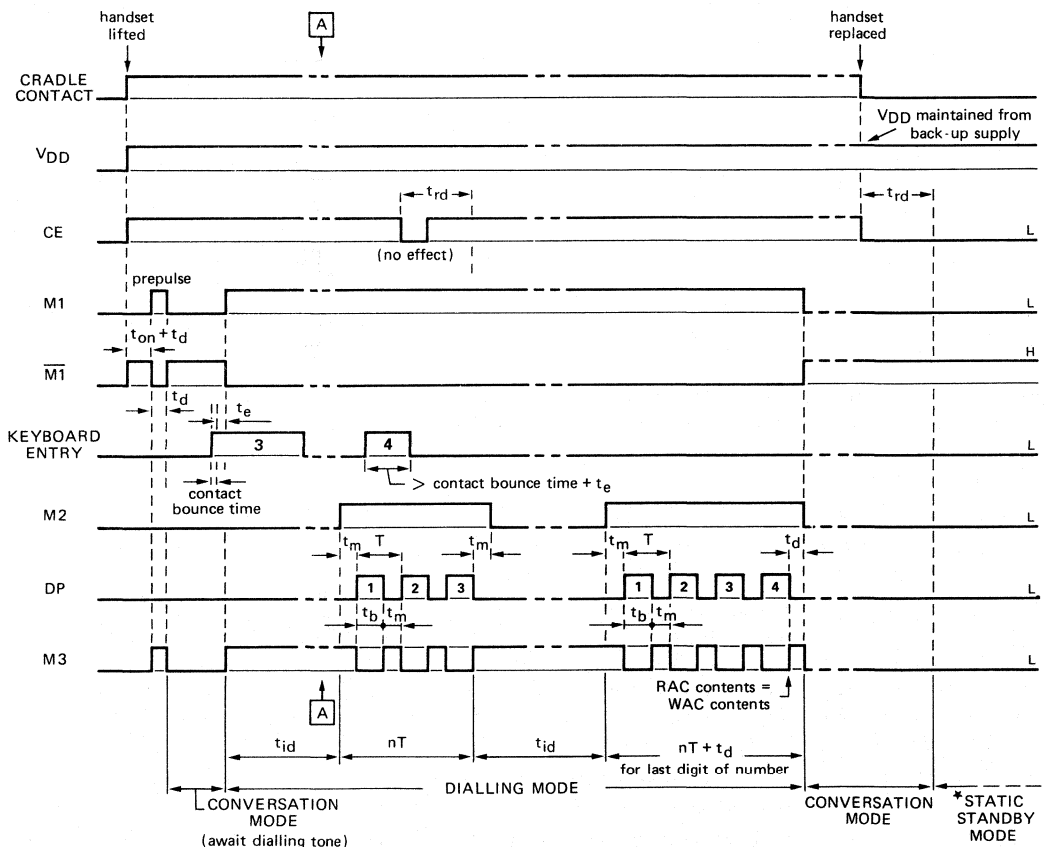 handset
lifted
A
handset
replaced
CRADLE
CONTACT
VDD maintained from
back-up supply
VDD
trd
trd
CE
L
(no effect)
prepulse
M1
L
ton + td
H
M1
td
te
KEYBOARD
ENTRY
3
4
L
> contact bounce time + te
contact
bounce time
M2
L
tm
T
tm
tm
T
td
DP
1
2
3
1
2
3
4
L
tb
tm
tb
tm
M3
L
RAC contents =
WAC contents
A
tid
nT
tid
nT + td
for last digit of number
DIALLING MODE
CONVERSATION
MODE
(await dialling tone)
CONVERSATION
MODE
*STATIC
STANDBY
MODE